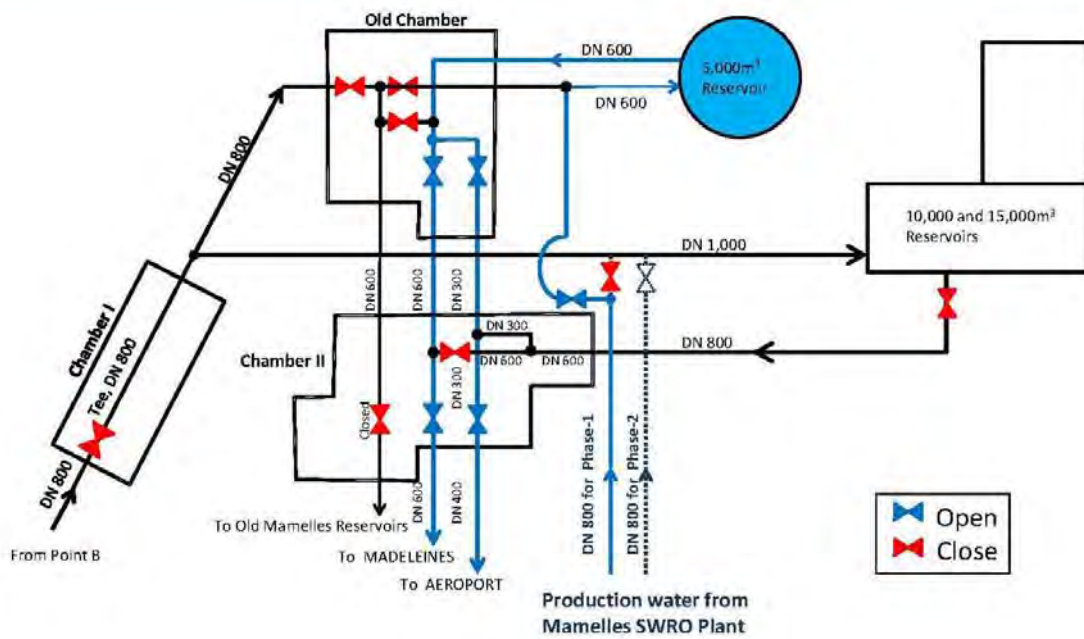 Old Chamber
DN 600
5,000m³
Reservoir
DN 600
DN 800
10,000 and 15,000m³
Reservoirs
DN 1,000
Chamber I
Tee, DN 800
DN 600
DN 600
DN 300
DN 300
Chamber II
DN 600
DN 600
DN 800
DN 300
Closed
DN 800
DN 600
DN 400
DN 800 for Phase-1
DN 800 for Phase-2
To Old Mamelles Reservoirs
From Point B
To MADELEINES
To AEROPORT
Open
Close
Production water from
Mamelles SWRO Plant